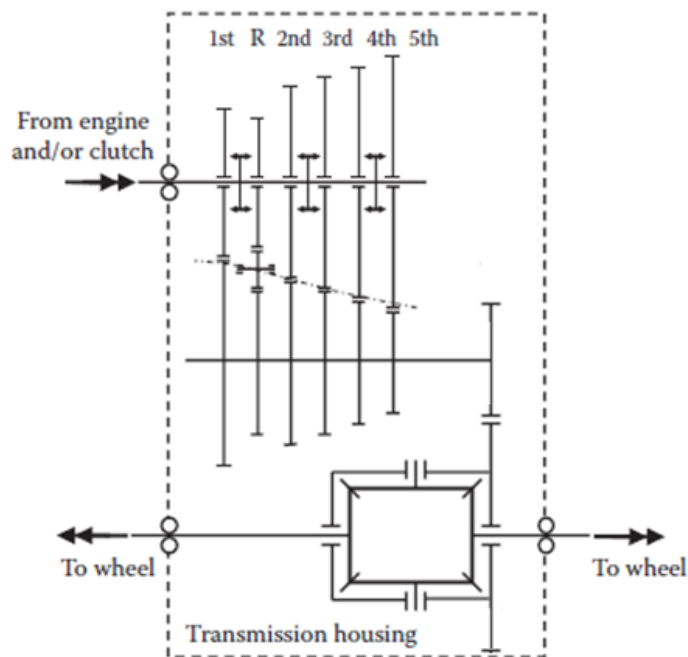 1st R 2nd 3rd 4th 5th
From engine
and/or clutch
To wheel
To wheel
Transmission housing